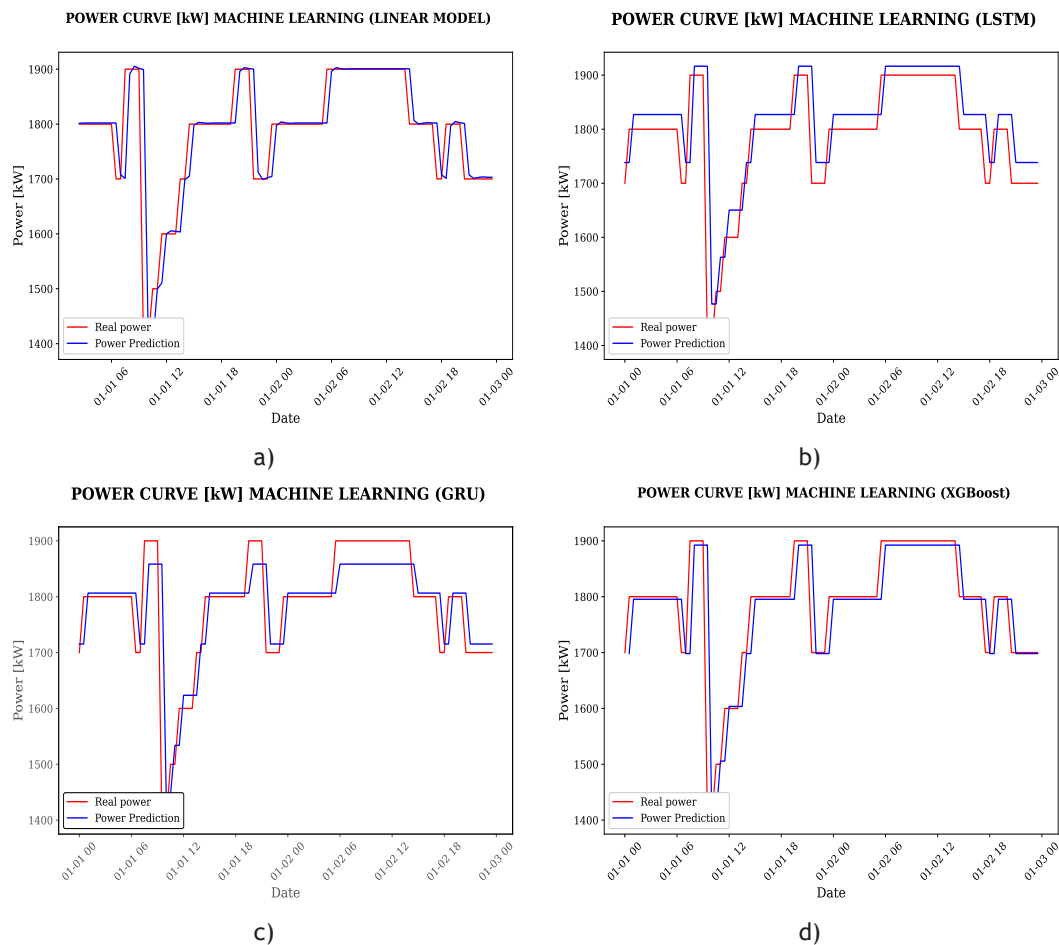 POWER CURVE [kW] MACHINE LEARNING (LINEAR MODEL)
1900
1800
1700
1600
1500
1400
Power [kW]
Real power
Power Prediction
01-01 06
01-01 12
01-01 18
01-02 00
01-02 06
01-02 12
01-02 18
01-03 00
Date
a)
POWER CURVE [kW] MACHINE LEARNING (LSTM)
1900
1800
1700
1600
1500
1400
Power [kW]
Real power
Power Prediction
01-01 00
01-01 06
01-01 12
01-01 18
01-02 00
01-02 06
01-02 12
01-02 18
01-03 00
Date
b)
POWER CURVE [kW] MACHINE LEARNING (GRU)
1900
1800
1700
1600
1500
1400
Power [kW]
Real power
Power Prediction
01-01 00
01-01 06
01-01 12
01-01 18
01-02 00
01-02 06
01-02 12
01-02 18
01-03 00
Date
c)
POWER CURVE [kW] MACHINE LEARNING (XGBoost)
1900
1800
1700
1600
1500
1400
Power [kW]
Real power
Power Prediction
01-01 00
01-01 06
01-01 12
01-01 18
01-02 00
01-02 06
01-02 12
01-02 18
01-03 00
Date
d)